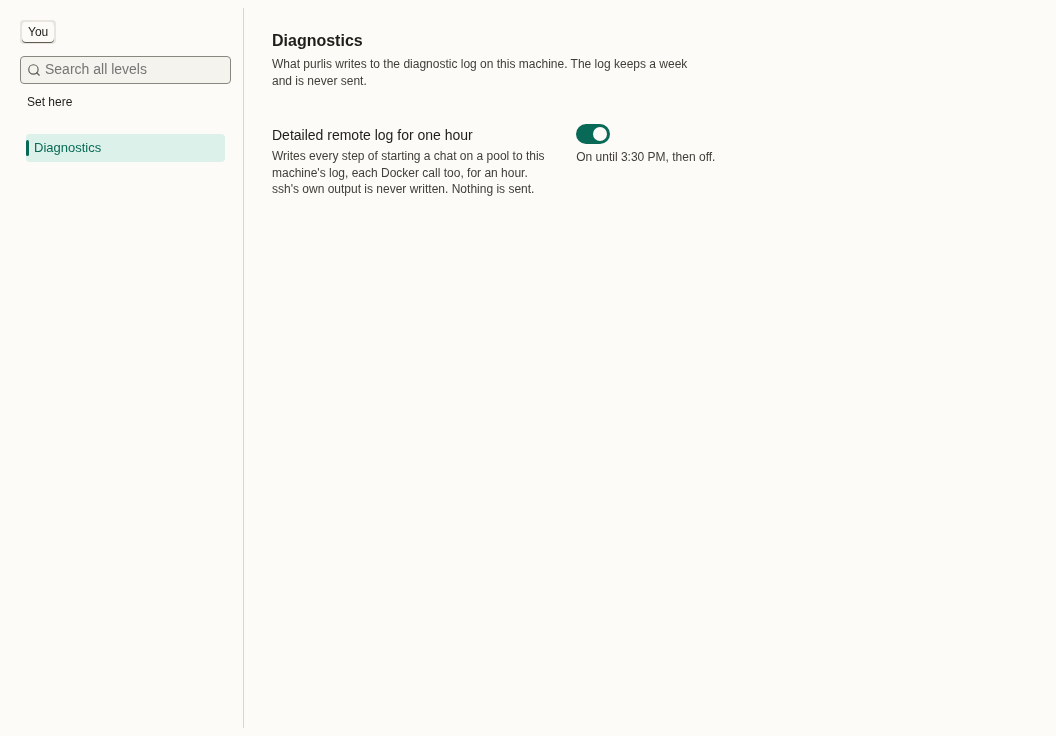 You
Search all levels
Set here
Diagnostics
Diagnostics
What purlis writes to the diagnostic log on this machine. The log keeps a week
and is never sent.
Detailed remote log for one hour
Writes every step of starting a chat on a pool to this
machine's log, each Docker call too, for an hour.
ssh's own output is never written. Nothing is sent.
On until 3:30 PM, then off.